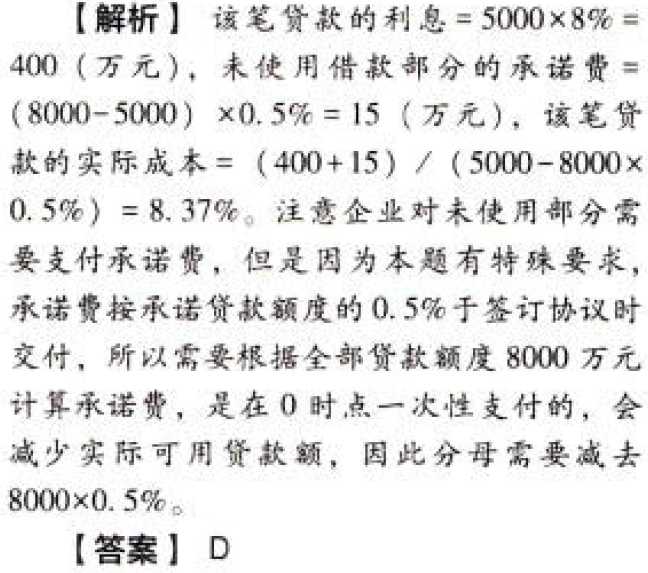 【解析】 该笔贷款的利息=5000×8%=
400（万元），未使用借款部分的承诺费=
(8000-5000）×0.5%=15（万元），该笔贷
款的实际成本=（400+15）/（5000-8000×
0.5%）=8.37%。注意企业对未使用部分需
要支付承诺费，但是因为本题有特殊要求，
承诺费按承诺贷款额度的0.5%于签订协议时
交付，所以需要根据全部贷款额度8000万元
计算承诺费，是在0时点一次性支付的，会
减少实际可用贷款额，因此分母需要减去
8000×0.5%。
【答案】 D